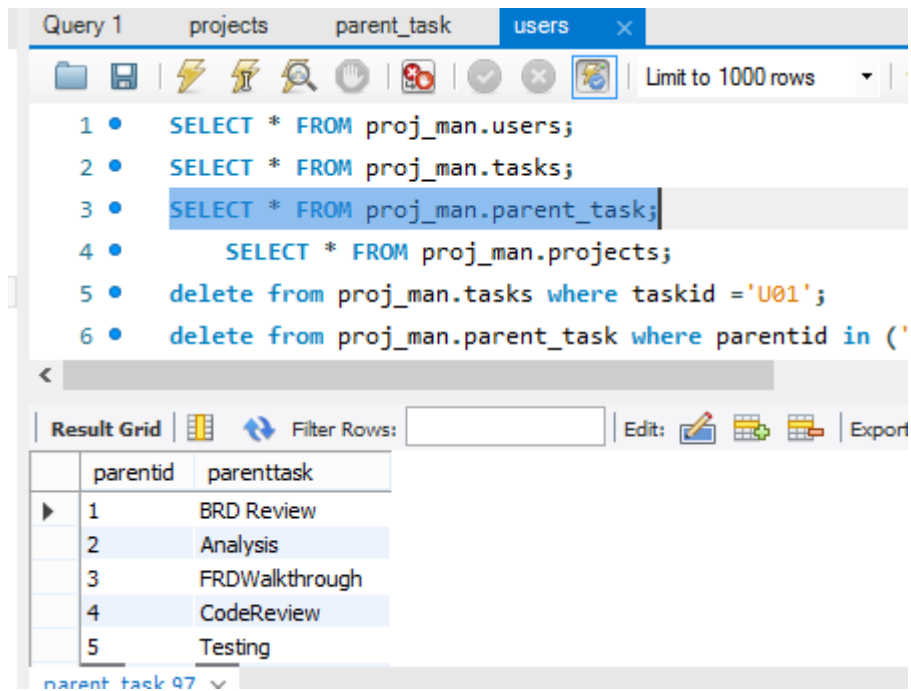 Query 1 projects parent_task users
Limit to 1000 rows
1 SELECT * FROM proj_man.users;
2 SELECT * FROM proj_man.tasks;
3 SELECT * FROM proj_man.parent_task;
4 SELECT * FROM proj_man.projects;
5 delete from proj_man.tasks where taskid ='U01';
6 delete from proj_man.parent_task where parentid in ('
Result Grid Filter Rows: Edit: Export
parentid parenttask
1 BRD Review
2 Analysis
3 FRDWalkthrough
4 CodeReview
5 Testing
parent_task 97